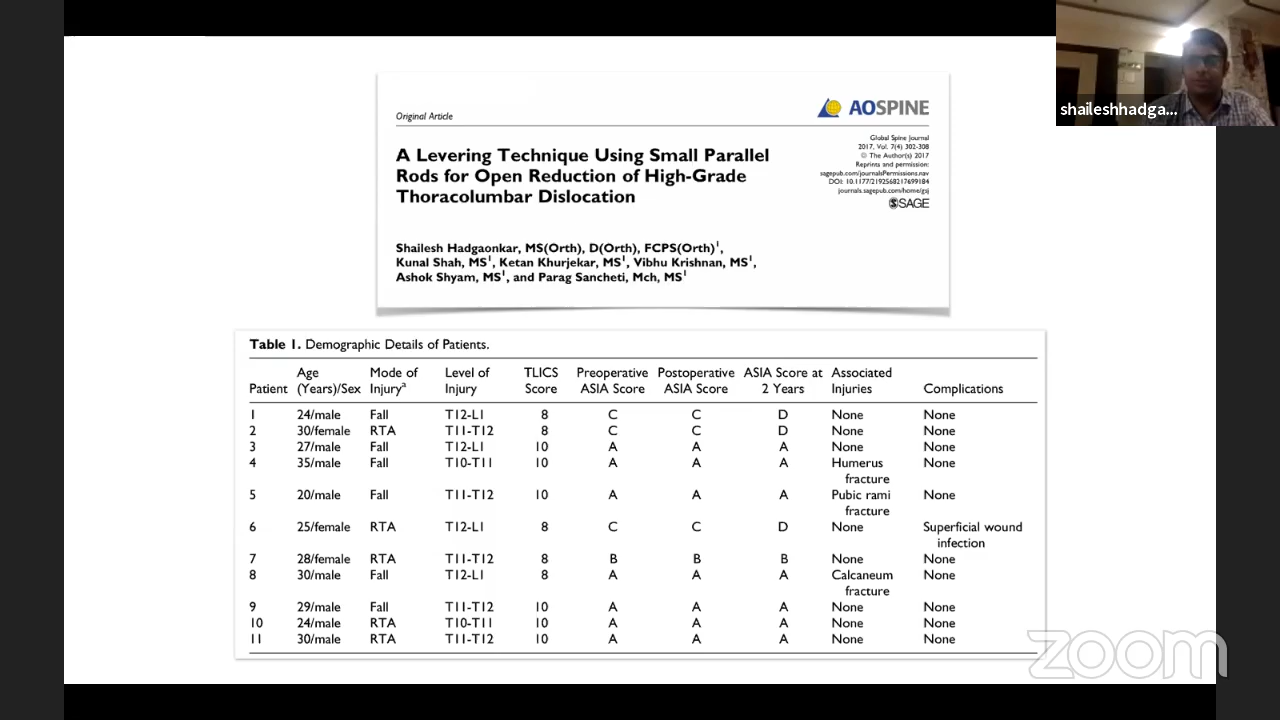 shaileshhadga...
Original Article
AOSPINE
Global Spine Journal
2017, Vol. 7(4) 302-308
© The Author(s) 2017
Reprints and permission:
sagepub.com/journalsPermissions.nav
DOI: 10.1177/2192568217699184
journals.sagepub.com/home/gsj
SAGE
A Levering Technique Using Small Parallel
Rods for Open Reduction of High-Grade
Thoracolumbar Dislocation
Shailesh Hadgaonkar, MS(Orth), D(Orth), FCPS(Orth)1,
Kunal Shah, MS1, Ketan Khurjekar, MS1, Vibhu Krishnan, MS1,
Ashok Shyam, MS1, and Parag Sancheti, Mch, MS1
Table 1. Demographic Details of Patients.
Age Mode of Level of TLICS Preoperative Postoperative ASIA Score at Associated
Patient (Years)/Sex Injurya Injury Score ASIA Score ASIA Score 2 Years Injuries Complications
1 24/male Fall T12-L1 8 C C D None None
2 30/female RTA T11-T12 8 C C D None None
3 27/male Fall T12-L1 10 A A A None None
4 35/male Fall T10-T11 10 A A A Humerus None
fracture
5 20/male Fall T11-T12 10 A A A Pubic rami None
fracture
6 25/female RTA T12-L1 8 C C D None Superficial wound
infection
7 28/female RTA T11-T12 8 B B B None None
8 30/male Fall T12-L1 8 A A A Calcaneum None
fracture
9 29/male Fall T11-T12 10 A A A None None
10 24/male RTA T10-T11 10 A A A None None
11 30/male RTA T11-T12 10 A A A None None
zoom